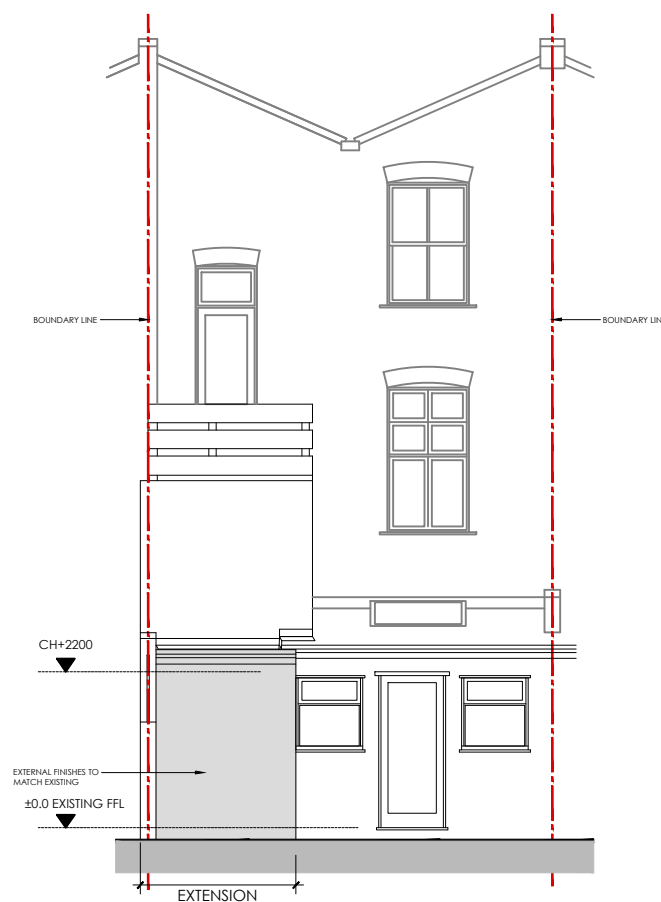 BOUNDARY LINE
BOUNDARY LIN
CH+2200
EXTERNAL FINISHES TO
MATCH EXISTING
±0.0 EXISTING FFL
EXTENSION